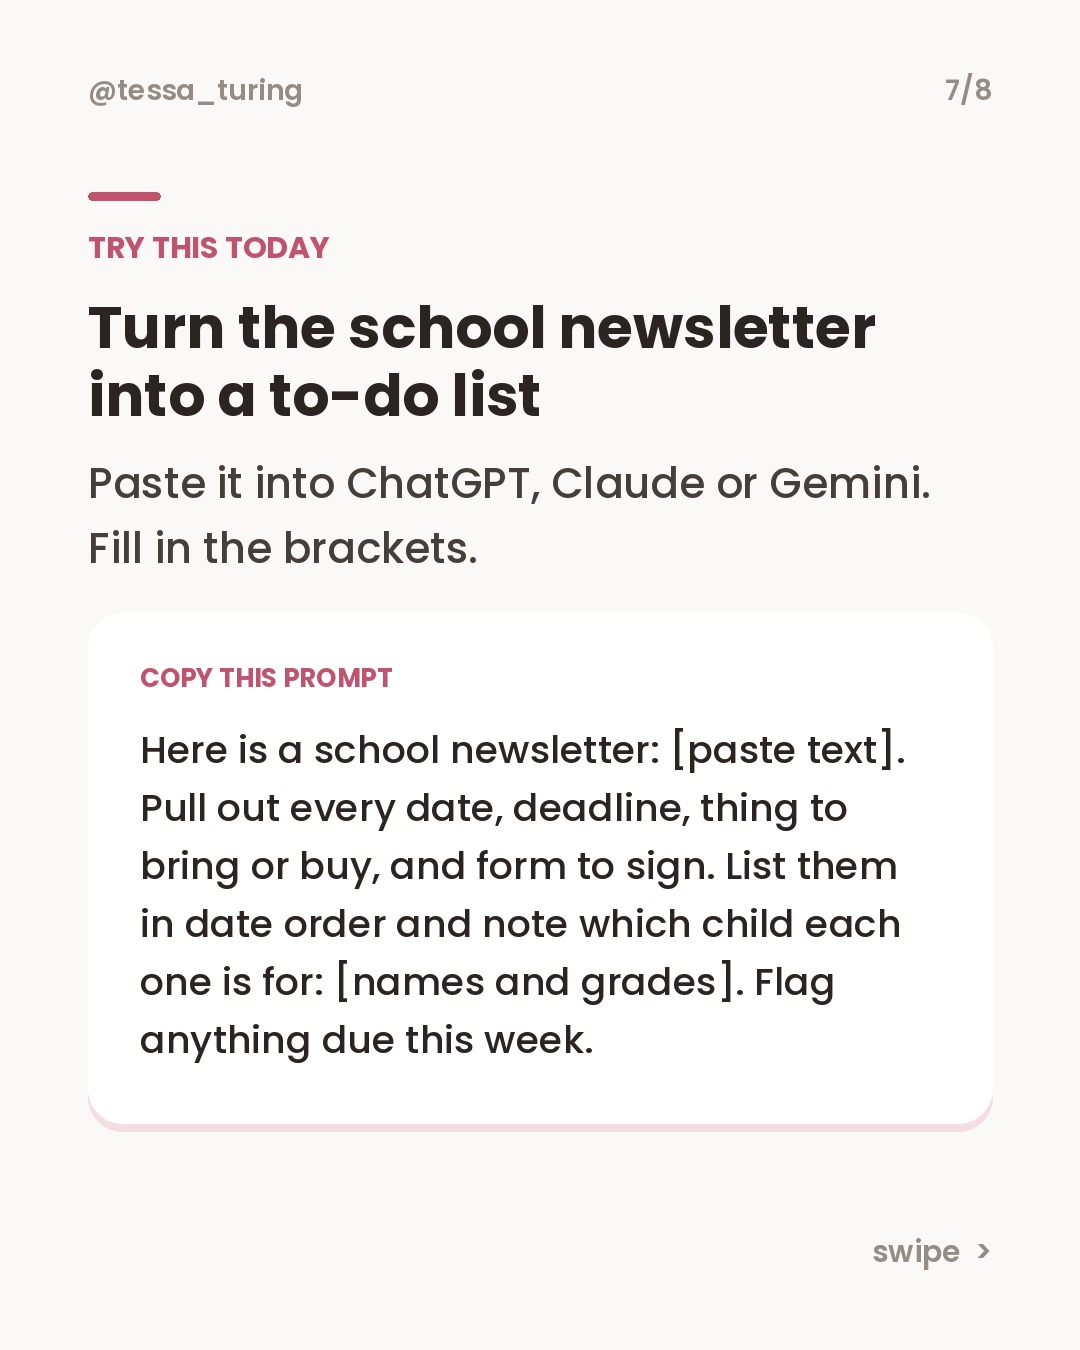 @tessa_turing
7/8
TRY THIS TODAY
Turn the school newsletter
into a to-do list
Paste it into ChatGPT, Claude or Gemini.
Fill in the brackets.
COPY THIS PROMPT
Here is a school newsletter: [paste text].
Pull out every date, deadline, thing to
bring or buy, and form to sign. List them
in date order and note which child each
one is for: [names and grades]. Flag
anything due this week.
swipe >